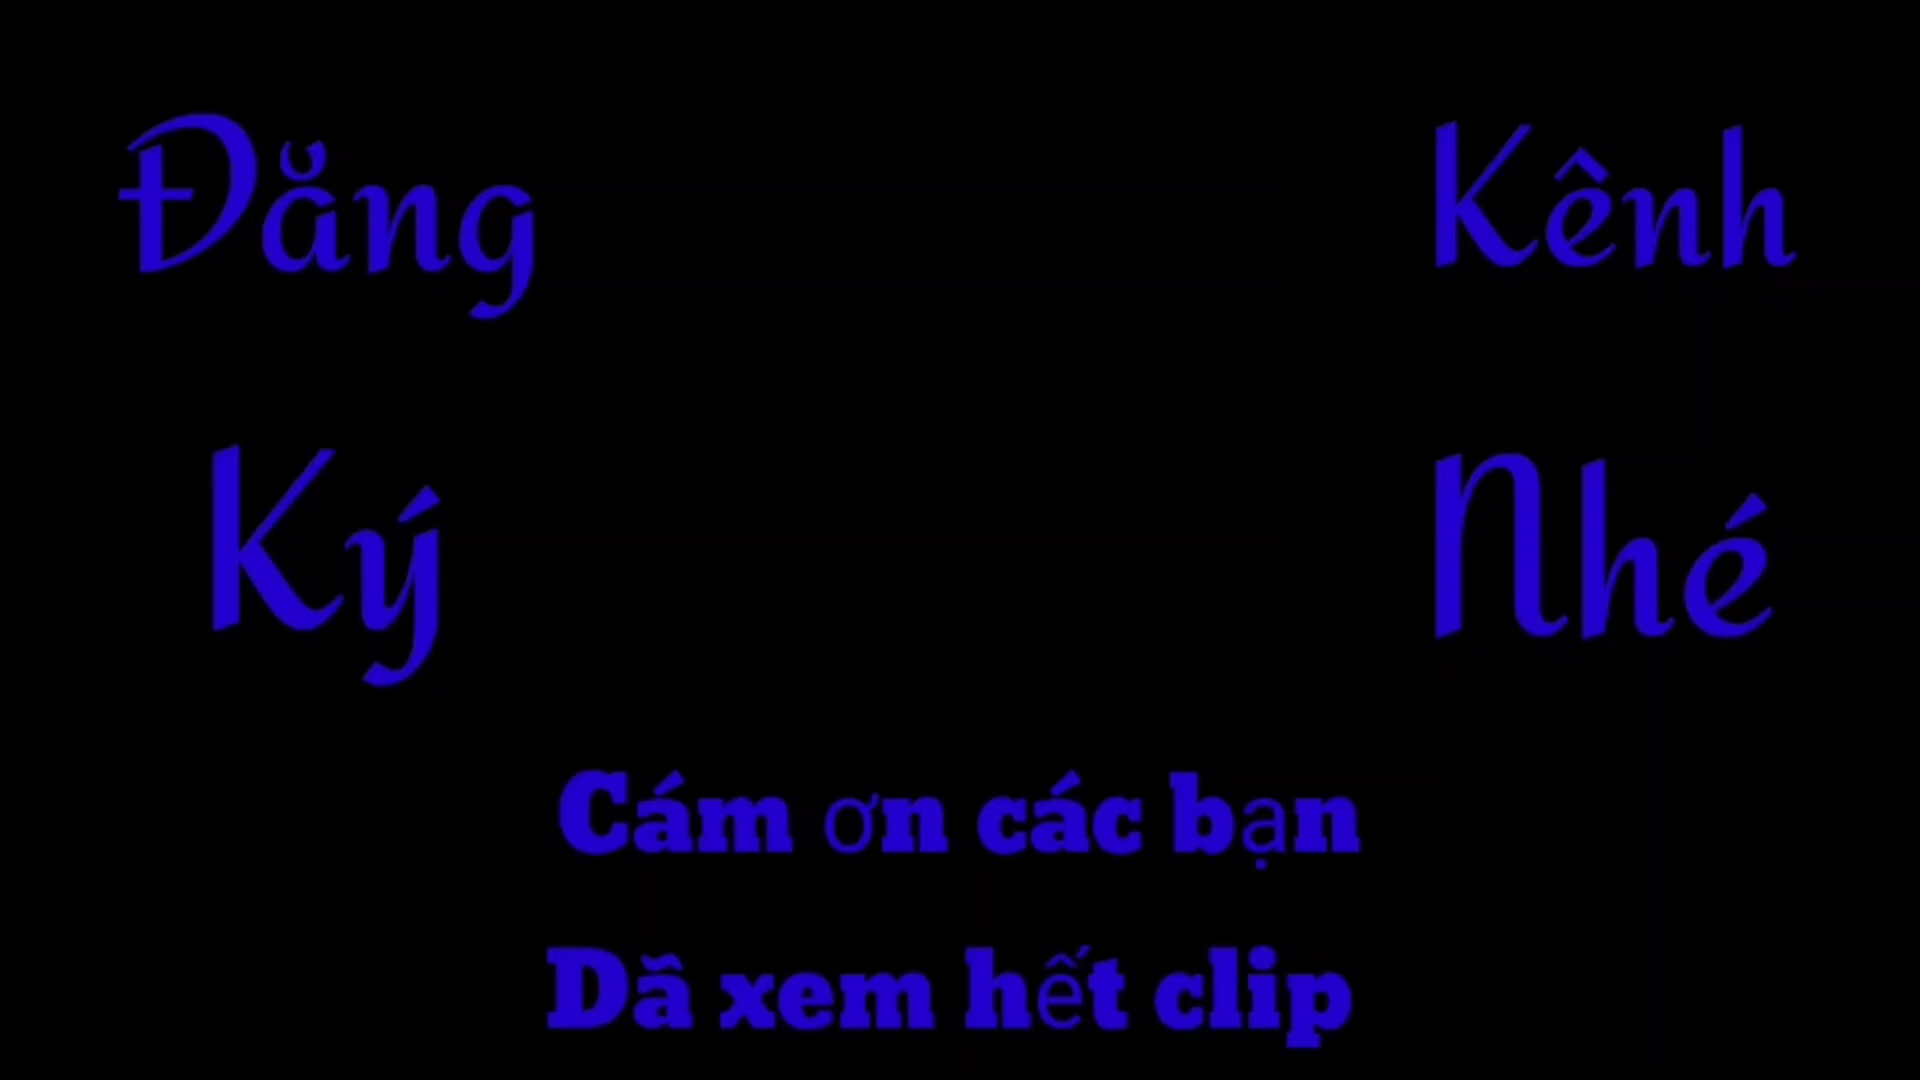 Đăng
Ký
Kênh
Nhé
Cám ơn các bạn
Dã xem hết clip